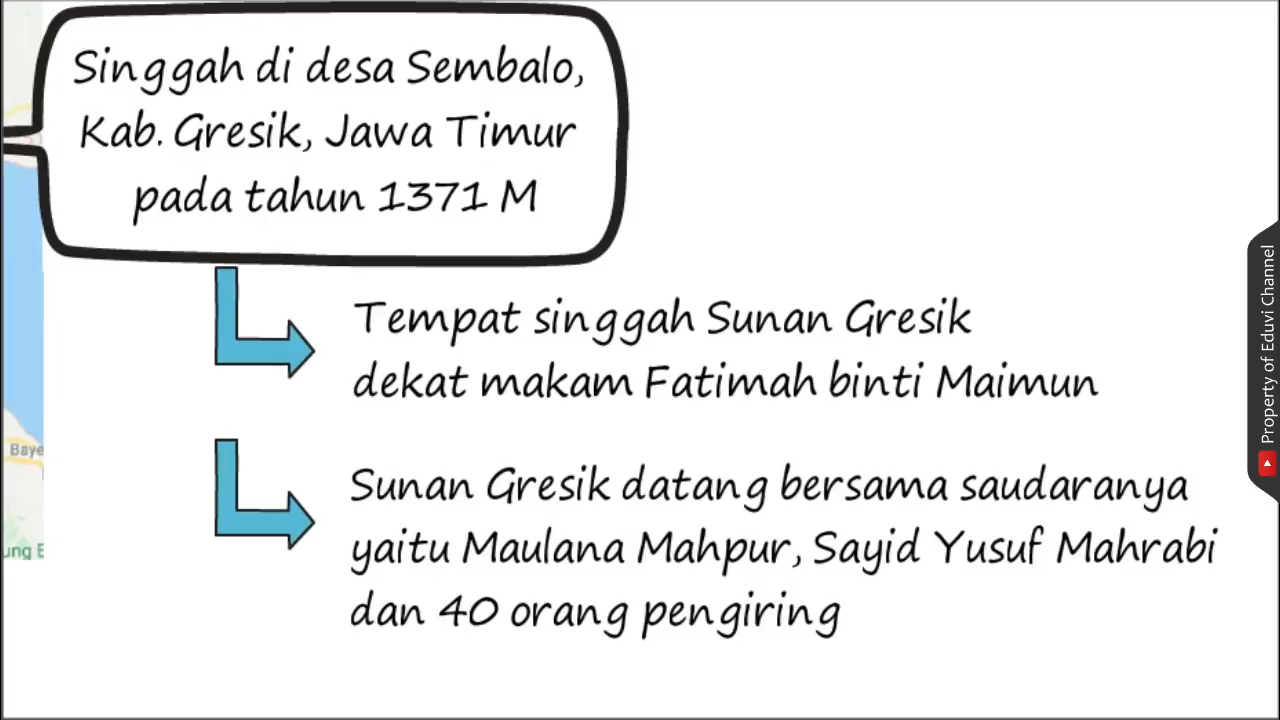 Singgah di desa Sembalo,
Kab. Gresik, Jawa Timur
pada tahun 1371 M
Tempat singgah Sunan Gresik
dekat makam Fatimah binti Maimun
Sunan Gresik datang bersama saudaranya
yaitu Maulana Mahpur, Sayid Yusuf Mahrabi
dan 40 orang pengiring
Baye
ung E
Property of Eduvi Channel